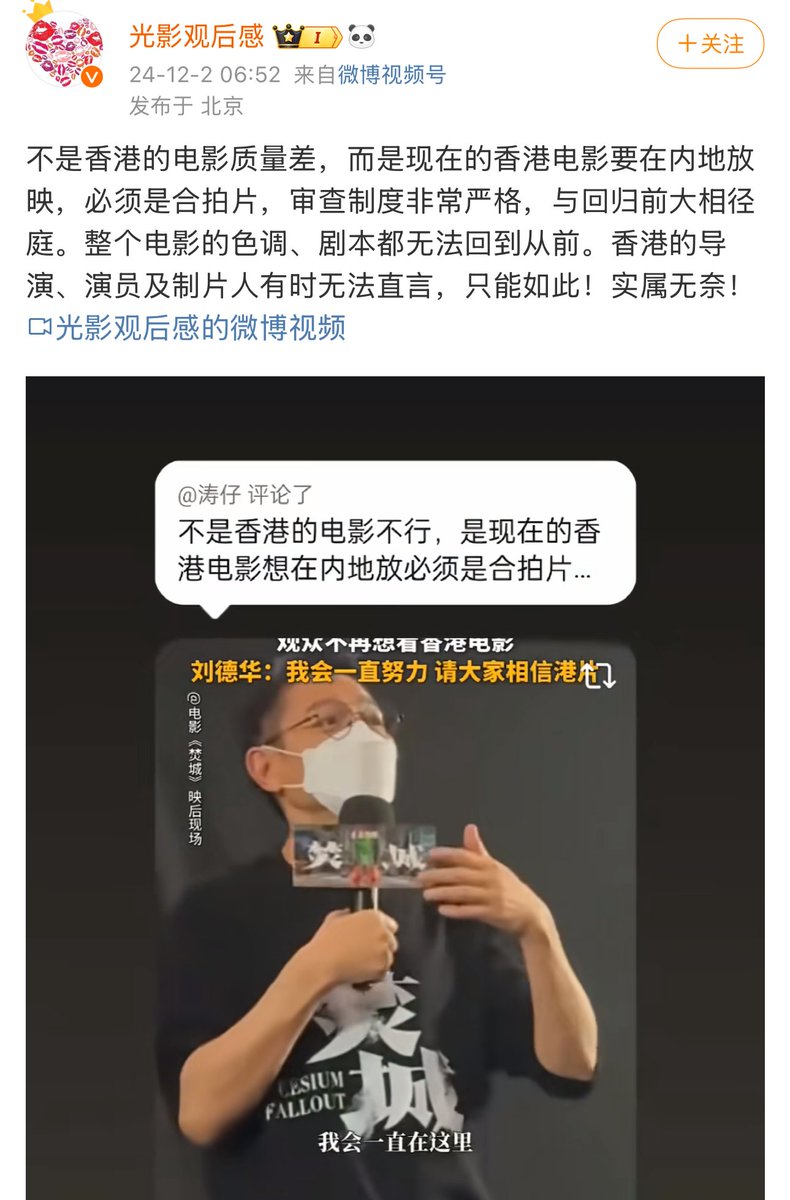 光影观后感
I
24-12-2 06:52 来自微博视频号
发布于 北京
+关注
不是香港的电影质量差，而是现在的香港电影要在内地放
映，必须是合拍片，审查制度非常严格，与回归前大相径
庭。整个电影的色调、剧本都无法回到从前。香港的导
演、演员及制片人有时无法直言，只能如此！实属无奈！
光影观后感的微博视频
@涛仔 评论了
不是香港的电影不行，是现在的香
港电影想在内地放必须是合拍片...
观众不再想看香港电影
刘德华：我会一直努力 请大家相信港片
@电影《焚城》映后现场
焚城
焚城
CESIUM
FALLOUT
我会一直在这里